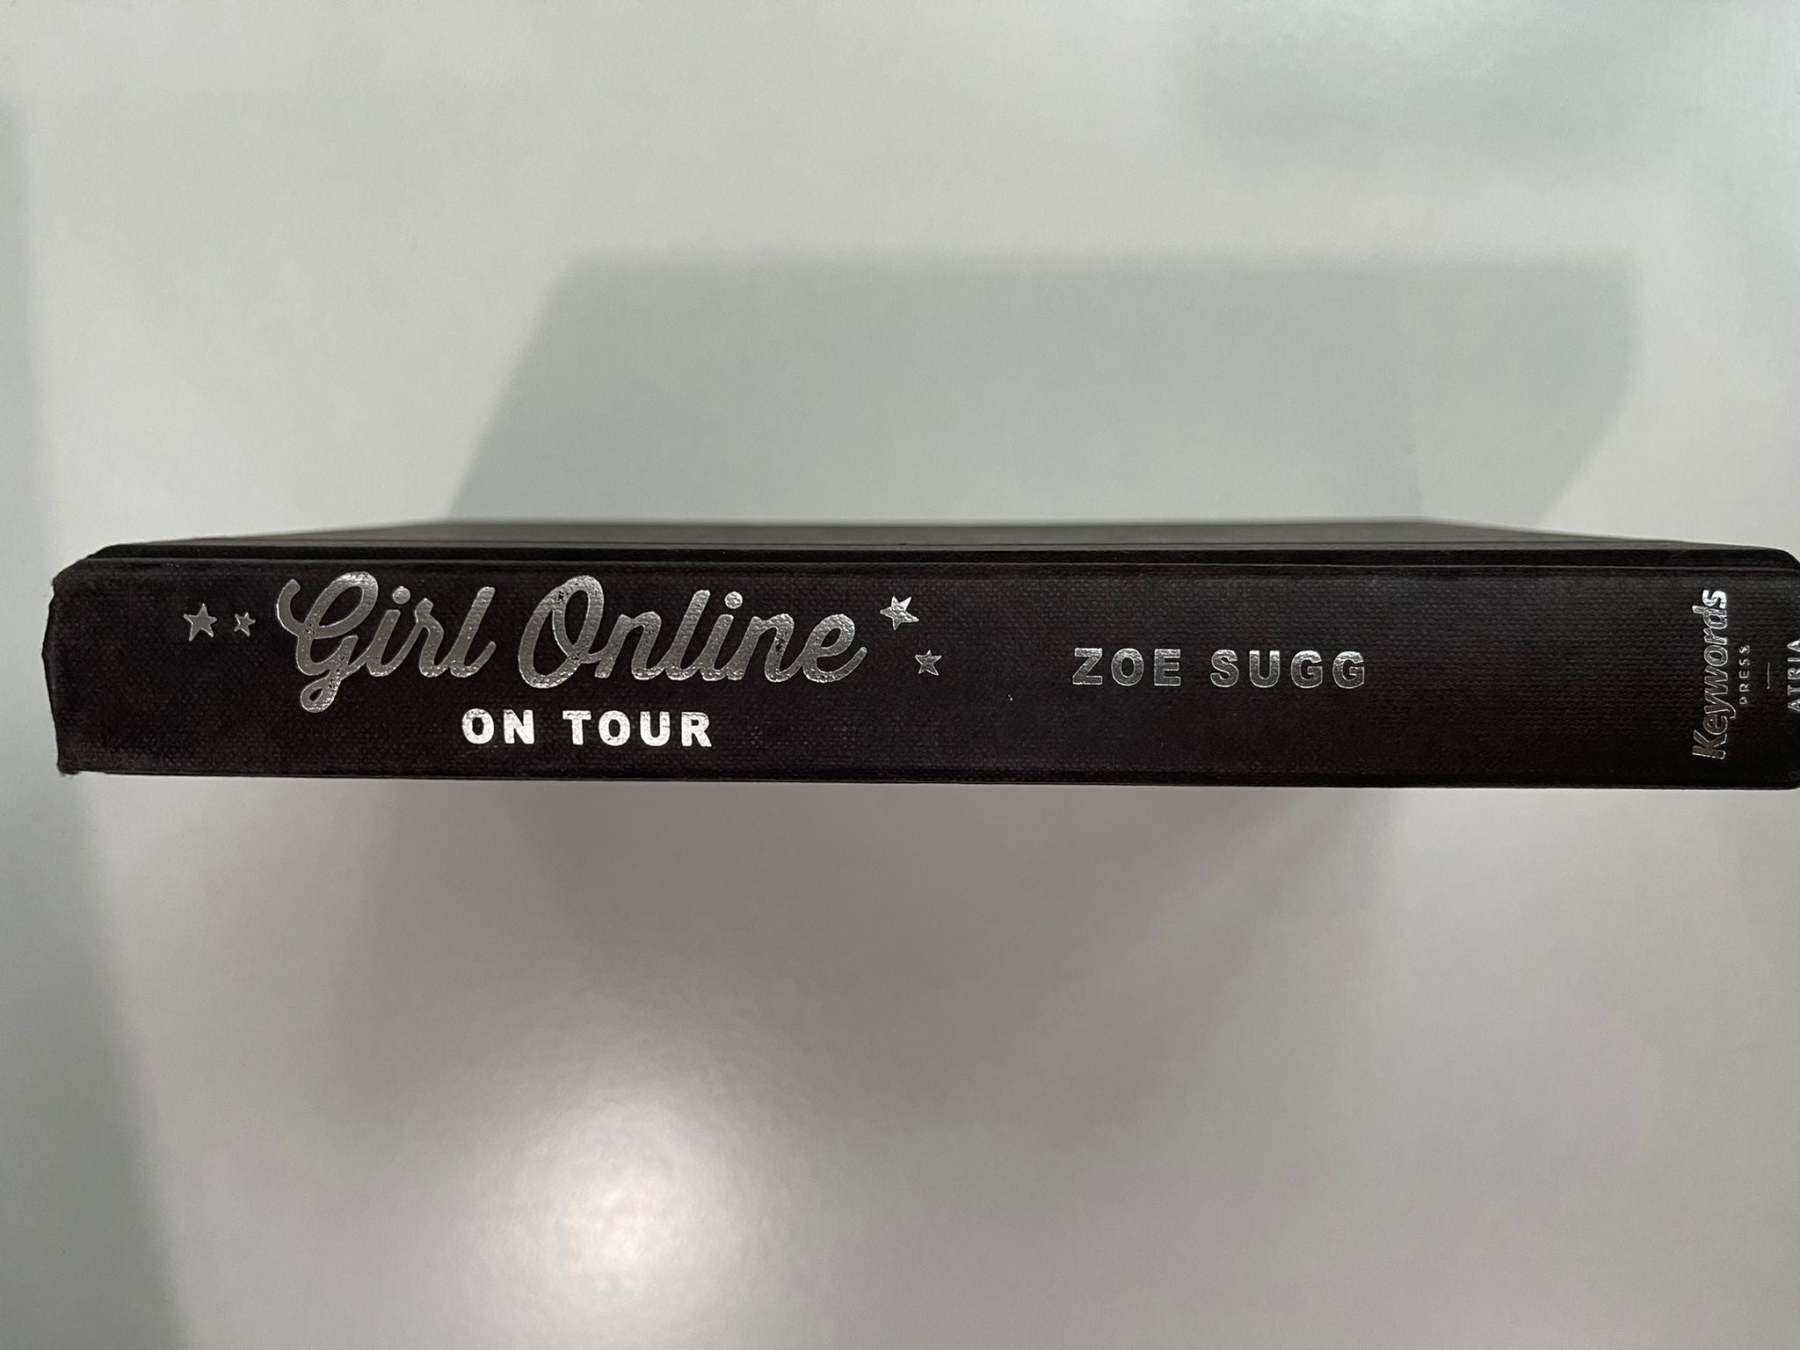 Girl Online
ON TOUR
ZOE SUGG
Keywords
PRESS
ATRIA